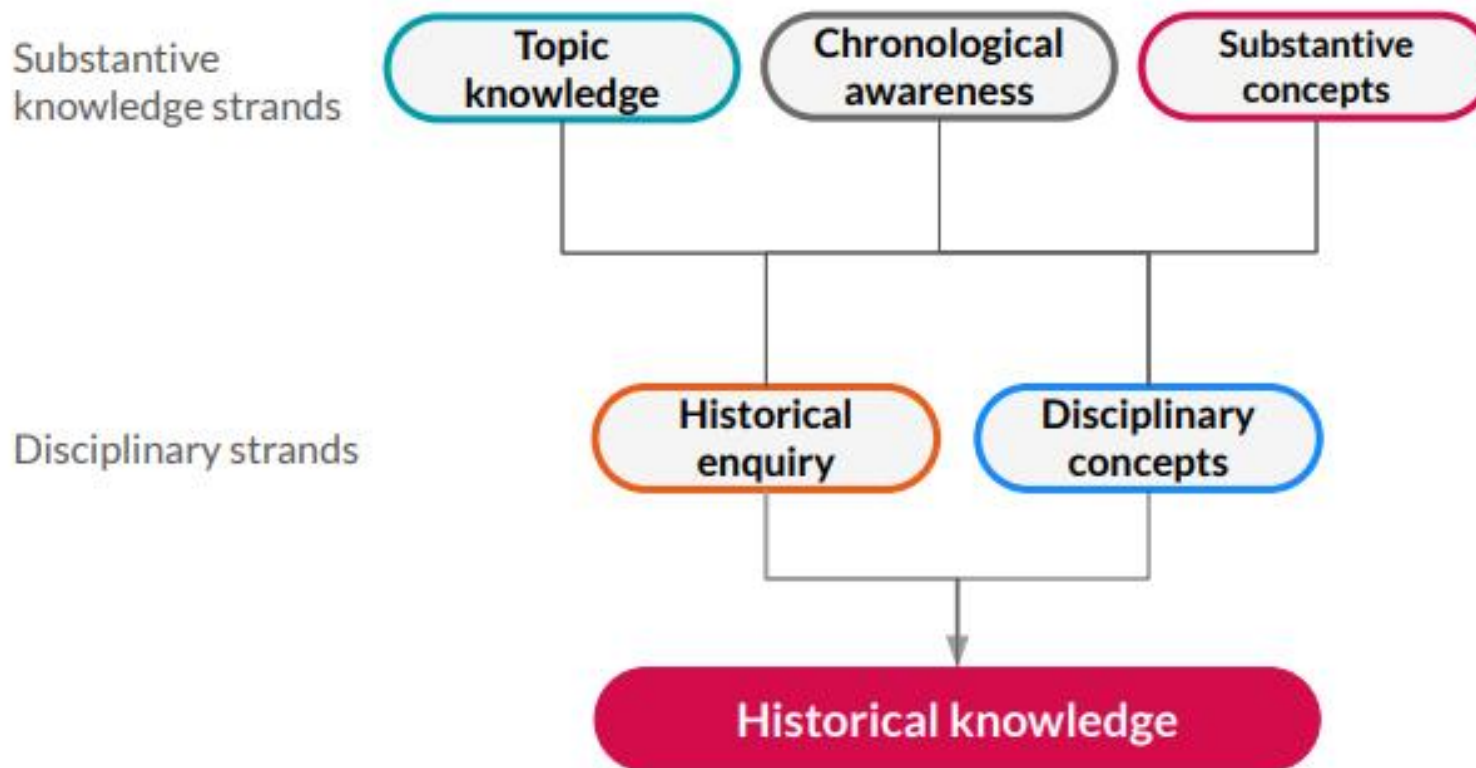 Substantive
knowledge strands
Topic
knowledge
Chronological
awareness
Substantive
concepts
Disciplinary strands
Historical
enquiry
Disciplinary
concepts
Historical knowledge